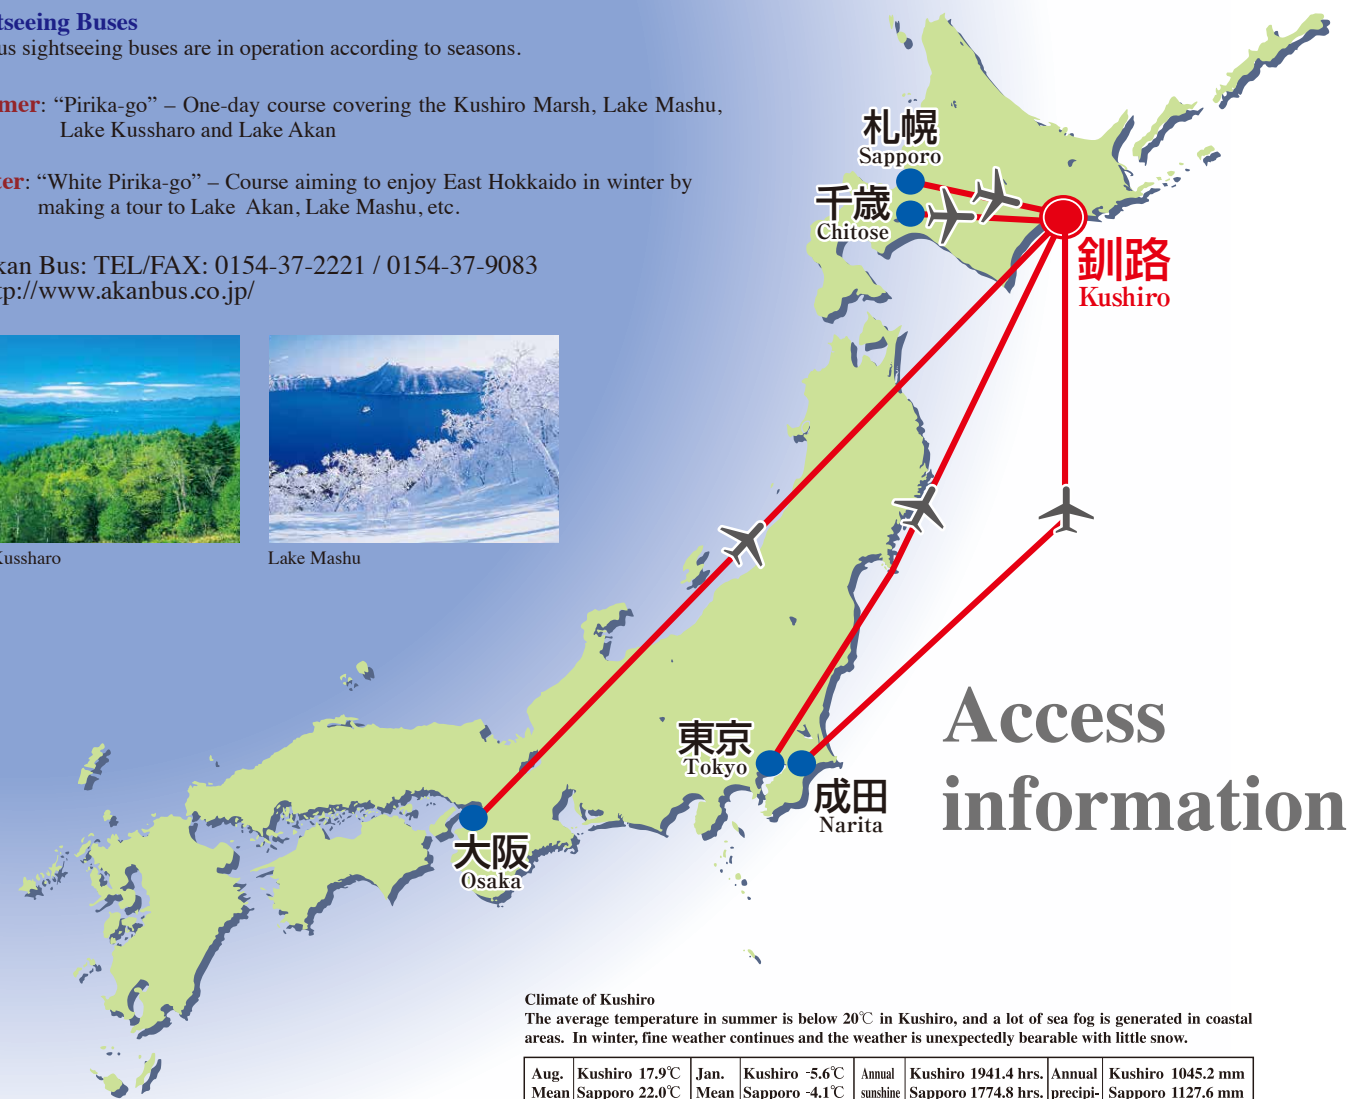 tseeing Buses
us sightseeing buses are in operation according to seasons.
mer: “Pirika-go” – One-day course covering the Kushiro Marsh, Lake Mashu,
Lake Kussharo and Lake Akan
ter: “White Pirika-go” – Course aiming to enjoy East Hokkaido in winter by
making a tour to Lake Akan, Lake Mashu, etc.
kan Bus: TEL/FAX: 0154-37-2221 / 0154-37-9083
tp://www.akanbus.co.jp/
Kussharo
Lake Mashu
札幌
Sapporo
千歳
Chitose
釧路
Kushiro
東京
Tokyo
成田
Narita
大阪
Osaka
Access
information
Climate of Kushiro
The average temperature in summer is below 20℃ in Kushiro, and a lot of sea fog is generated in coastal
areas. In winter, fine weather continues and the weather is unexpectedly bearable with little snow.
Aug. Kushiro 17.9℃ Jan. Kushiro -5.6℃ Annual Kushiro 1941.4 hrs. Annual Kushiro 1045.2 mm
Mean Sapporo 22.0℃ Mean Sapporo -4.1℃ sunshine Sapporo 1774.8 hrs. precipi- Sapporo 1127.6 mm